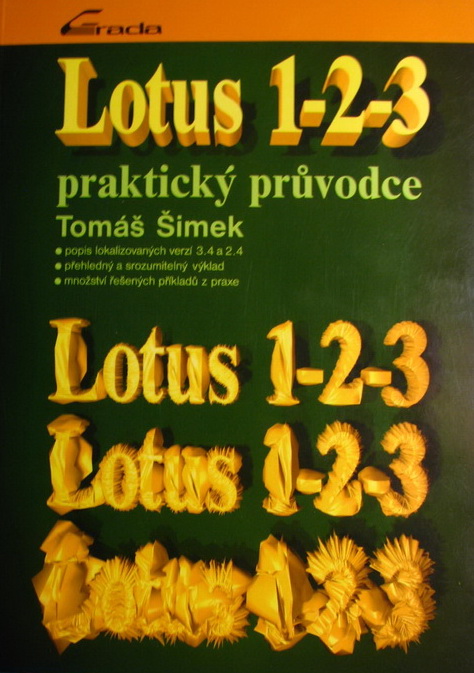 Grada
Lotus 1-2-3
praktický průvodce
Tomáš Šimek
● popis lokalizovaných verzí 3.4 a 2.4
● přehledný a srozumitelný výklad
● množství řešených příkladů z praxe
Lotus 1-2-3
Lotus 1-2-3